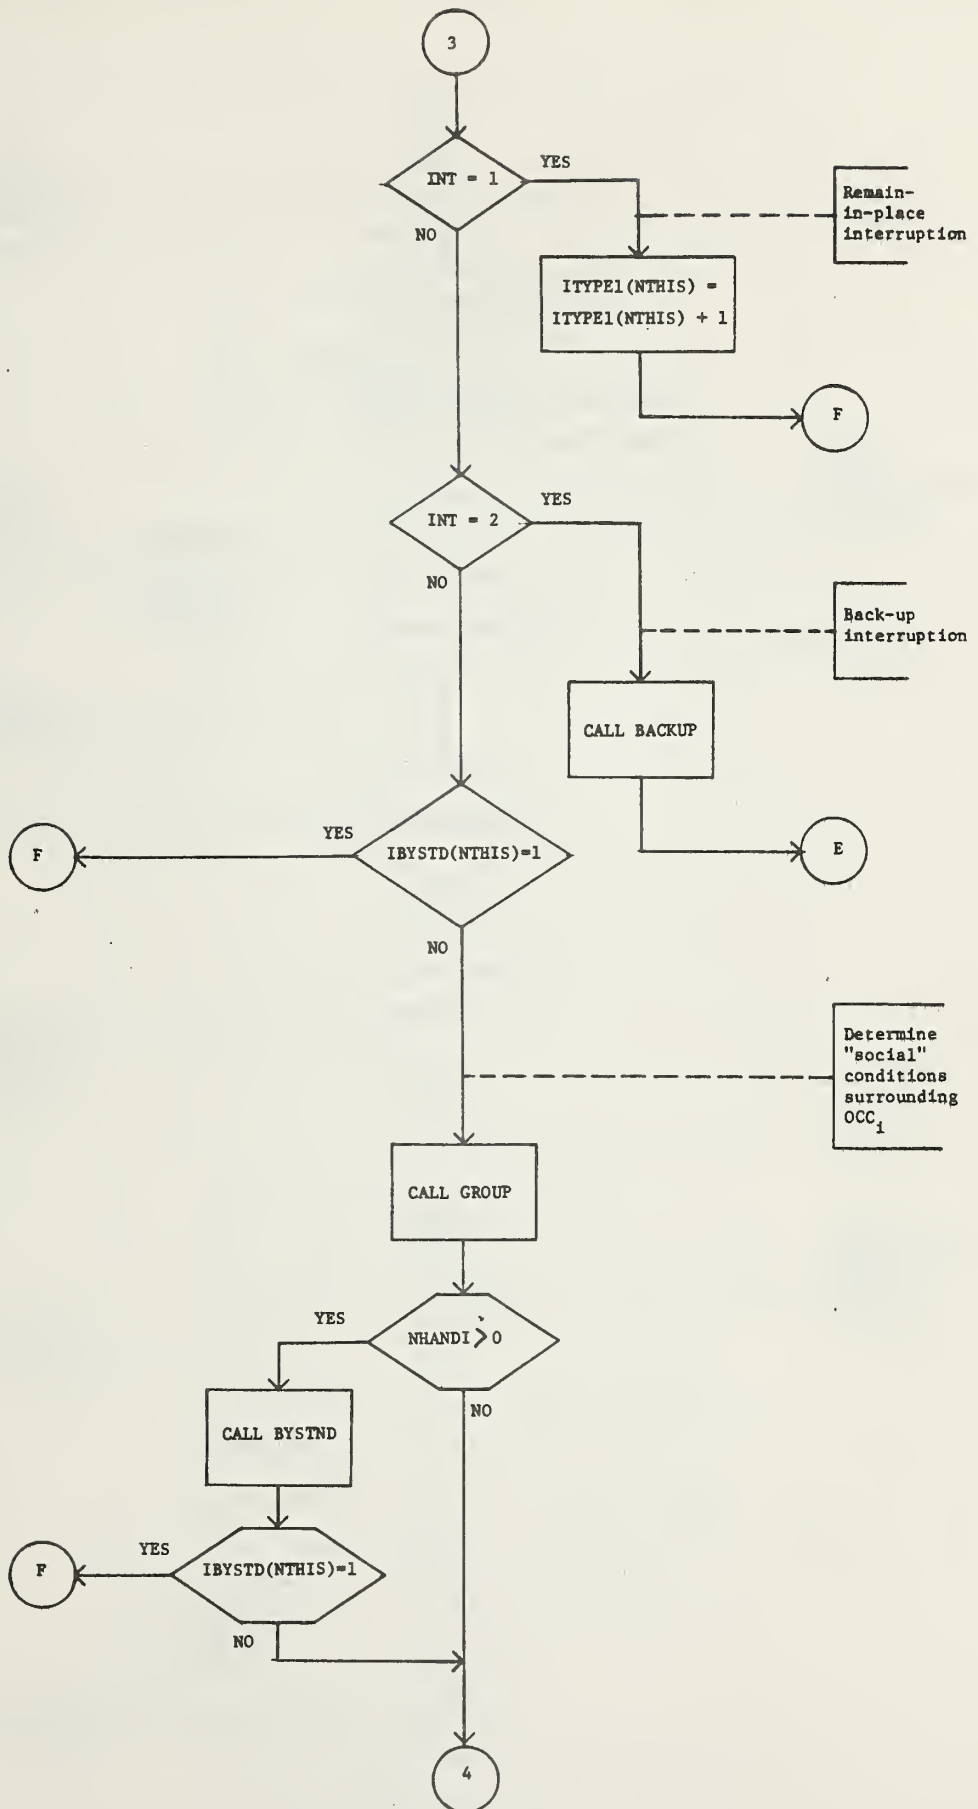 3
INT = 1
YES
NO
Remain-
in-place
interruption
ITYPE1(NTHIS) =
ITYPE1(NTHIS) + 1
F
INT = 2
YES
NO
Back-up
interruption
CALL BACKUP
E
IBYSTD(NTHIS)=1
YES
F
NO
Determine
"social"
conditions
surrounding
OCCi
CALL GROUP
NHANDI > 0
YES
NO
CALL BYSTND
IBYSTD(NTHIS)=1
YES
F
NO
4